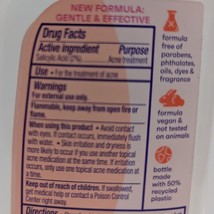 NEW FORMULA:
GENTLE & EFFECTIVE
Drug Facts
Active ingredient Purpose
Salicylic Acid (2%) Acne treatment
Use • For the treatment of acne
Warnings
For external use only.
Flammable, keep away from open fire or
flame.
When using this product • Avoid contact
with eyes. If contact occurs, immediately flush
with water. • Skin irritation and dryness is
more likely to occur if you use another topical
acne medication at the same time. If irritation
occurs, only use one topical acne medication
at a time.
Keep out of reach of children. If swallowed,
get medical help or contact a Poison Control
Center right away.
Directions
formula
free of
parabens,
phthalates,
oils, dyes &
fragrance
formula
vegan &
not tested
on animals
bottle
made with
50%
recycled
plastic